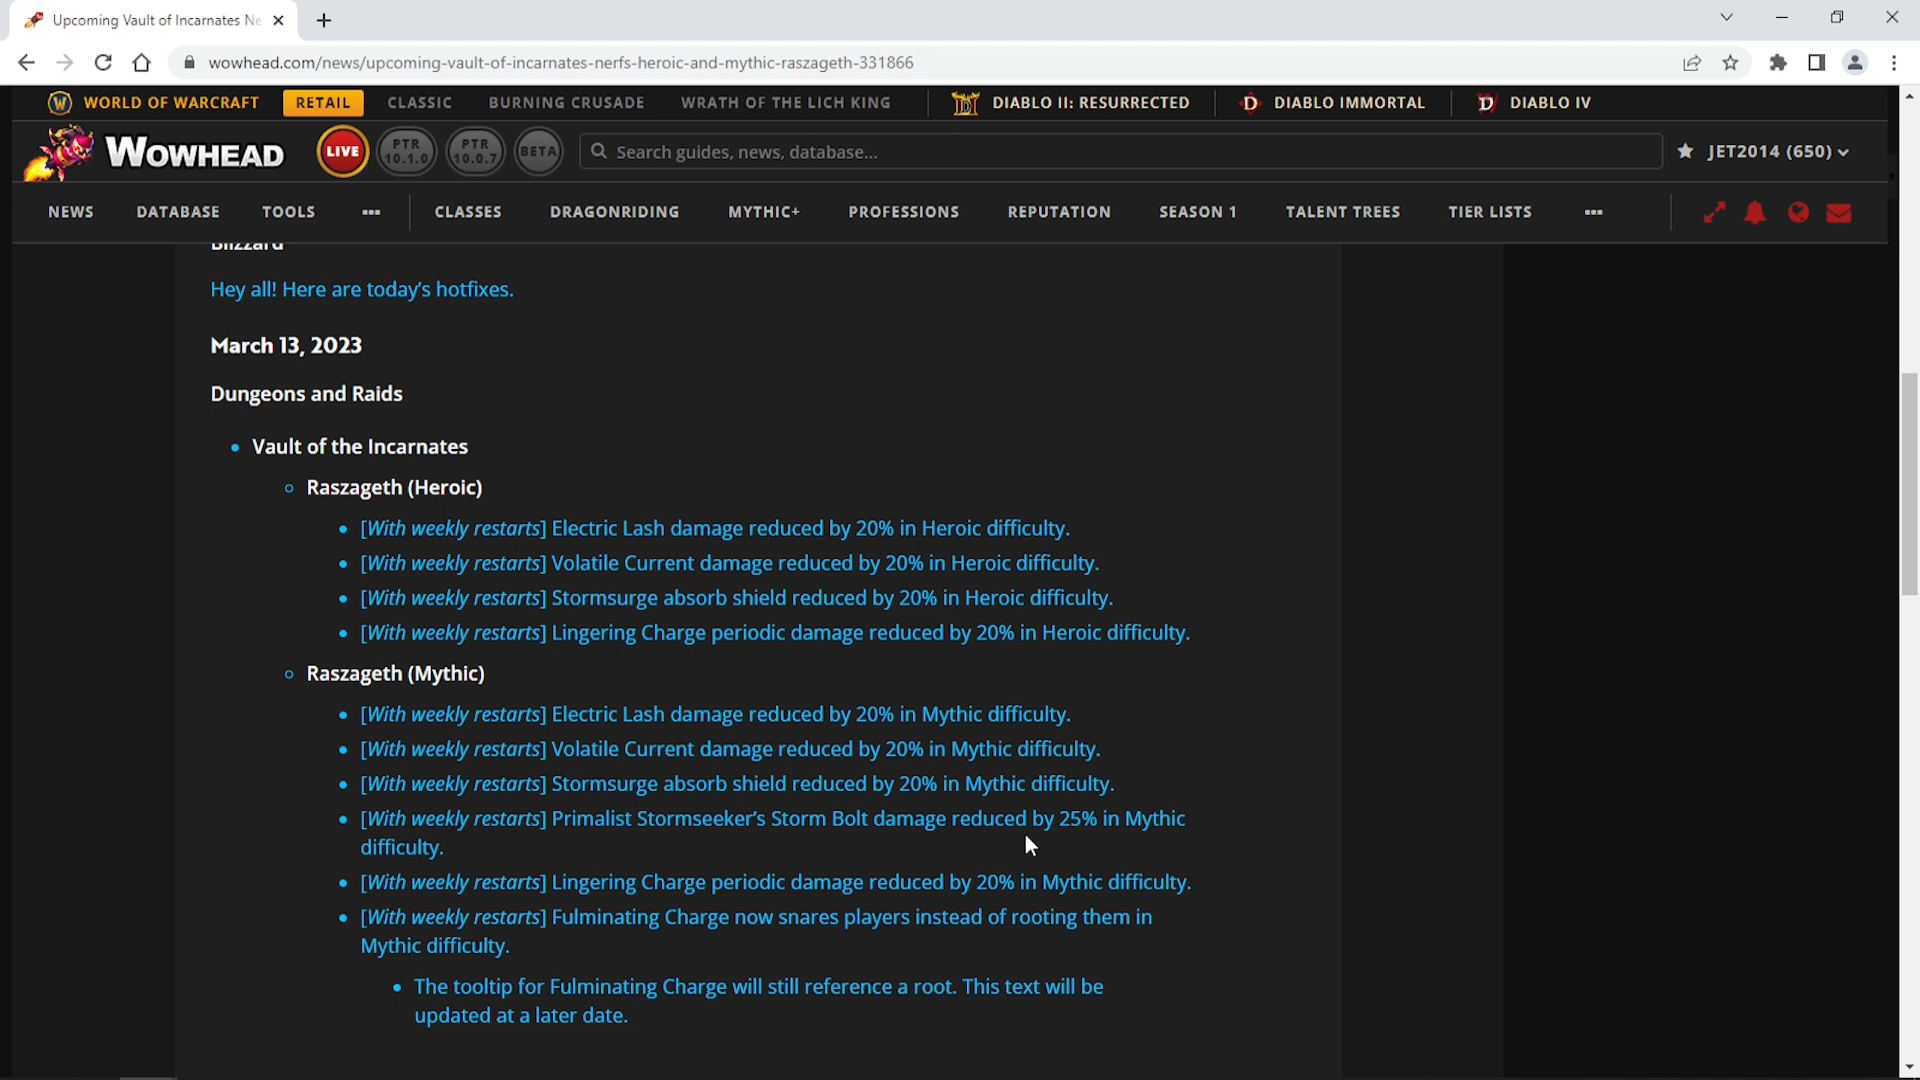 Upcoming Vault of Incarnates Ne
wowhead.com/news/upcoming-vault-of-incarnates-nerfs-heroic-and-mythic-raszageth-331866
WORLD OF WARCRAFT RETAIL CLASSIC BURNING CRUSADE WRATH OF THE LICH KING DIABLO II: RESURRECTED DIABLO IMMORTAL DIABLO IV
WOWHEAD LIVE PTR 10.1.0 PTR 10.0.7 BETA Search guides, news, database... JET2014 (650)
NEWS DATABASE TOOLS ••• CLASSES DRAGONRIDING MYTHIC+ PROFESSIONS REPUTATION SEASON 1 TALENT TREES TIER LISTS •••
Blizzard
Hey all! Here are today's hotfixes.
March 13, 2023
Dungeons and Raids
Vault of the Incarnates
Raszageth (Heroic)
[With weekly restarts] Electric Lash damage reduced by 20% in Heroic difficulty.
[With weekly restarts] Volatile Current damage reduced by 20% in Heroic difficulty.
[With weekly restarts] Stormsurge absorb shield reduced by 20% in Heroic difficulty.
[With weekly restarts] Lingering Charge periodic damage reduced by 20% in Heroic difficulty.
Raszageth (Mythic)
[With weekly restarts] Electric Lash damage reduced by 20% in Mythic difficulty.
[With weekly restarts] Volatile Current damage reduced by 20% in Mythic difficulty.
[With weekly restarts] Stormsurge absorb shield reduced by 20% in Mythic difficulty.
[With weekly restarts] Primalist Stormseeker's Storm Bolt damage reduced by 25% in Mythic
difficulty.
[With weekly restarts] Lingering Charge periodic damage reduced by 20% in Mythic difficulty.
[With weekly restarts] Fulminating Charge now snares players instead of rooting them in
Mythic difficulty.
The tooltip for Fulminating Charge will still reference a root. This text will be
updated at a later date.